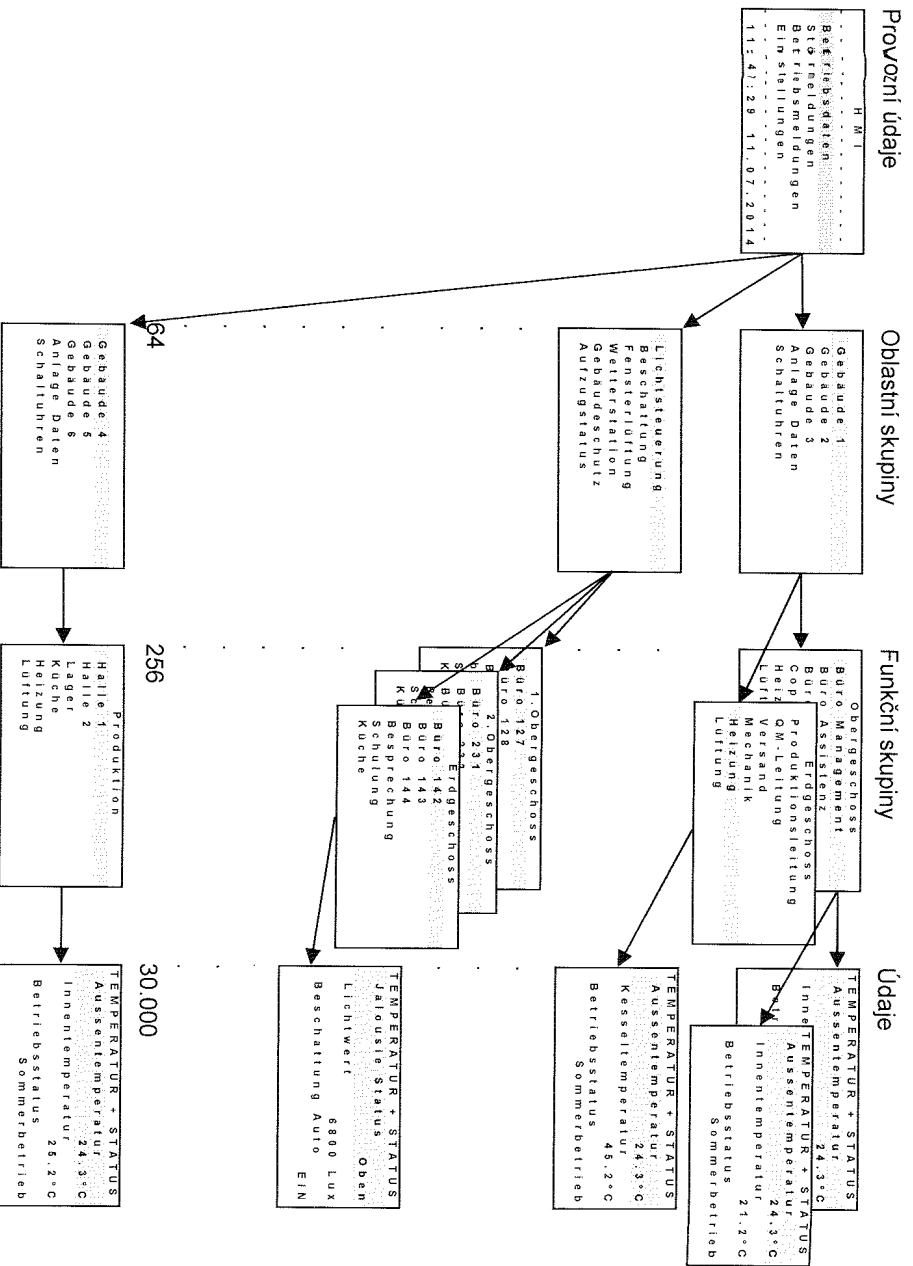 Provozní údaje
H M I
Betriebsdaten
Störmeldungen
Betriebsmeldungen
Einstellungen
11:47:29 11.07.2014
Oblastní skupiny
Gebäude 1
Gebäude 2
Gebäude 3
Anlage Daten
Schaltuhren
Lichtsteuerung
Beschattung
Fensterlüftung
Wetterstation
Gebäudeschutz
Aufzugstatus
64
Gebäude 4
Gebäude 5
Gebäude 6
Anlage Daten
Schaltuhren
Funkční skupiny
Obergeschoss
Büro Management
Büro Assistenz
Erdgeschoss
Produktionsleitung
QM-Leitung
Versand
Mechanik
Heizung
Lüftung
1.Obergeschoss
Büro 127
Büro 128
2.Obergeschoss
Büro 231
Erdgeschoss
Büro 142
Büro 143
Büro 144
Besprechung
Schulung
Küche
256
Produktion
Halle 1
Halle 2
Lager
Küche
Heizung
Lüftung
Údaje
TEMPERATUR + STATUS
Aussentemperatur
24.3°C
TEMPERATUR + STATUS
Aussentemperatur
24.3°C
Innentemperatur
21.2°C
Betriebsstatus
Sommerbetrieb
TEMPERATUR + STATUS
Aussentemperatur
24.3°C
Kesseltemperatur
45.2°C
Betriebsstatus
Sommerbetrieb
TEMPERATUR + STATUS
Jalousie Status
Oben
Lichtwert
6800 Lux
Beschattung Auto
EIN
30.000
TEMPERATUR + STATUS
Aussentemperatur
24.3°C
Innentemperatur
25.2°C
Betriebsstatus
Sommerbetrieb